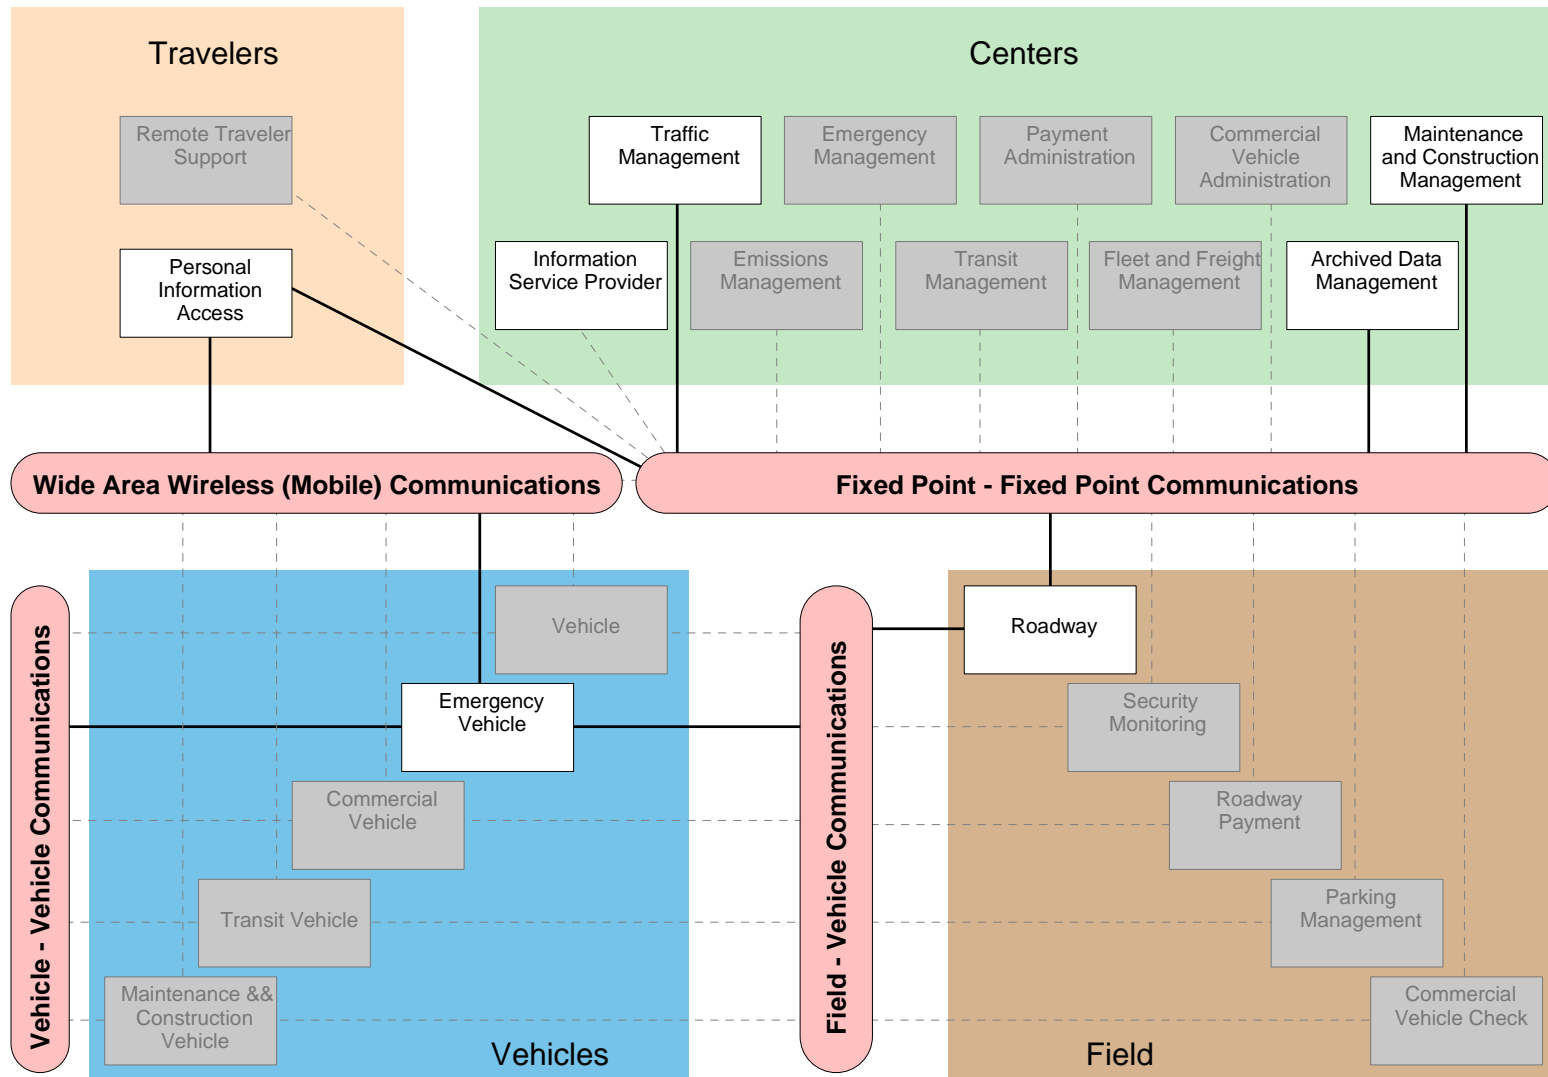 Travelers
Centers
Remote Traveler
Support
Traffic
Management
Emergency
Management
Payment
Administration
Commercial
Vehicle
Administration
Maintenance
and Construction
Management
Personal
Information
Access
Information
Service Provider
Emissions
Management
Transit
Management
Fleet and Freight
Management
Archived Data
Management
Wide Area Wireless (Mobile) Communications
Fixed Point - Fixed Point Communications
Vehicle - Vehicle Communications
Vehicle
Emergency
Vehicle
Commercial
Vehicle
Transit Vehicle
Maintenance &&
Construction
Vehicle
Vehicles
Field - Vehicle Communications
Roadway
Security
Monitoring
Roadway
Payment
Parking
Management
Commercial
Vehicle Check
Field